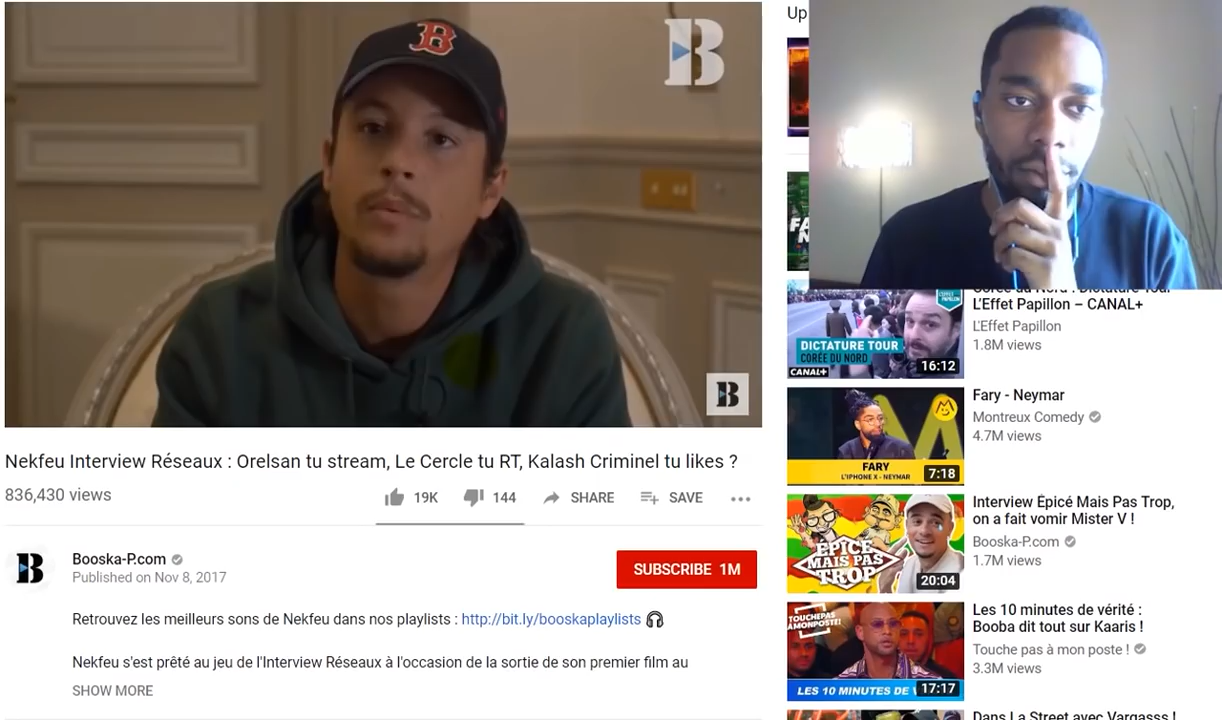 B
B
B
Nekfeu Interview Réseaux : Orelsan tu stream, Le Cercle tu RT, Kalash Criminel tu likes ?
836,430 views
19K
144
SHARE
SAVE
B
Booska-P.com
Published on Nov 8, 2017
SUBSCRIBE 1M
Retrouvez les meilleurs sons de Nekfeu dans nos playlists : http://bit.ly/booskaplaylists
Nekfeu s'est prêté au jeu de l'Interview Réseaux à l'occasion de la sortie de son premier film au
SHOW MORE
Up
FA
N
DICTATURE TOUR
CORÉE DU NORD
CANAL+
16:12
Corée du Nord : Dictature Tour
L'Effet Papillon – CANAL+
L'Effet Papillon
1.8M views
FARY
L'IPHONE X - NEYMAR
7:18
Fary - Neymar
Montreux Comedy
4.7M views
ÉPICÉ
MAIS PAS
TROP
20:04
Interview Épicé Mais Pas Trop,
on a fait vomir Mister V !
Booska-P.com
1.7M views
TOUCHEPAS
AMONPOSTE!
LES 10 MINUTES DE V
17:17
Les 10 minutes de vérité :
Booba dit tout sur Kaaris !
Touche pas à mon poste !
3.3M views
Dans La Street avec Vargasss !